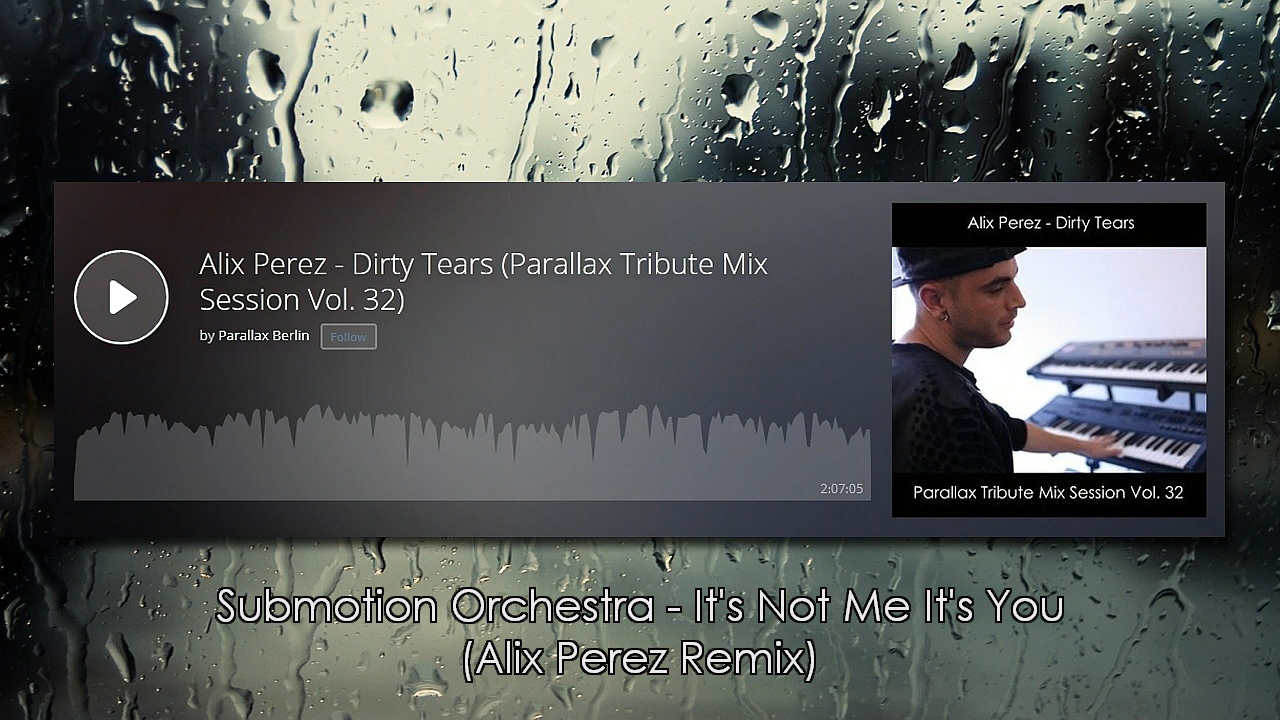 Alix Perez - Dirty Tears (Parallax Tribute Mix
Session Vol. 32)
by Parallax Berlin Follow
2:07:05
Alix Perez - Dirty Tears
Parallax Tribute Mix Session Vol. 32
Submotion Orchestra - It's Not Me It's You
(Alix Perez Remix)